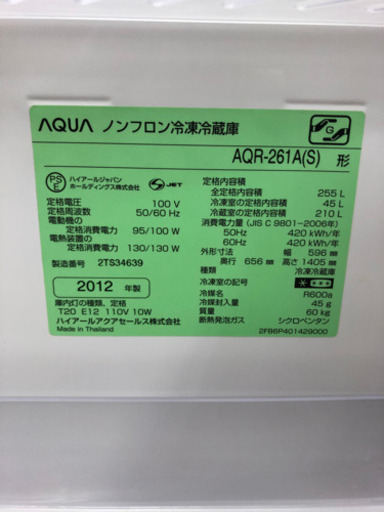 AQUA ノンフロン冷凍冷蔵庫
G
AQR-261A(S) 形
PS E
ハイアールジャパン
ホールディングス株式会社
JET
定格電圧 100 V
定格周波数 50/60 Hz
電動機の
定格消費電力 95/100 W
電熱装置の
定格消費電力 130/130 W
製造番号 2TS34639
2012 年製
庫内灯の種類、定格
T20 E12 110V 10W
ハイアールアクアセールス株式会社
Made in Thailand
定格内容積
全定格内容積 255 L
冷凍室の定格内容積 45 L
冷蔵室の定格内容積 210 L
消費電力量 (JIS C 9801-2006年)
50Hz 420 kWh/年
60Hz 420 kWh/年
外形寸法 幅 596 mm
奥行 656 mm 高さ 1405 mm
種類 冷凍冷蔵庫
冷凍室の記号
冷媒名 R600a
冷媒封入量 45 g
質量 60 kg
断熱発泡ガス シクロペンタン
2FB6P401429000